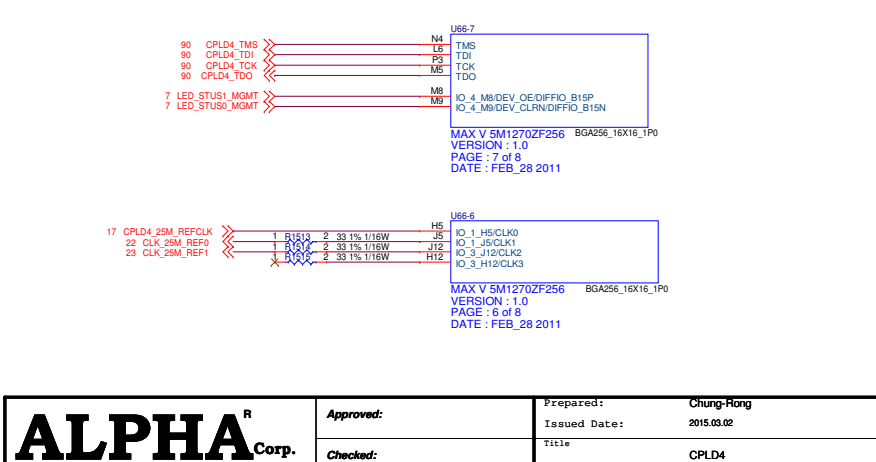 U66-7
90 CPLD4_TMS N4 TMS
90 CPLD4_TDI L6 TDI
90 CPLD4_TCK P3 TCK
90 CPLD4_TDO M5 TDO
7 LED_STUS1_MGMT M8 IO_4_M8/DEV_OE/DIFFIO_B15P
7 LED_STUS0_MGMT M9 IO_4_M9/DEV_CLRN/DIFFIO_B15N
MAX V 5M1270ZF256 BGA256_16X16_1P0
VERSION : 1.0
PAGE : 7 of 8
DATE : FEB_28 2011
U66-6
17 CPLD4_25M_REFCLK H5 IO_1_H5/CLK0
22 CLK_25M_REF0 1 R1513 2 33 1% 1/16W J5 IO_1_J5/CLK1
23 CLK_25M_REF1 1 R1514 2 33 1% 1/16W J12 IO_3_J12/CLK2
1 R1515 2 33 1% 1/16W H12 IO_3_H12/CLK3
MAX V 5M1270ZF256 BGA256_16X16_1P0
VERSION : 1.0
PAGE : 6 of 8
DATE : FEB_28 2011
ALPHA R Corp.
Approved:
Checked:
Prepared: Chung-Rong
Issued Date: 2015.03.02
Title
CPLD4